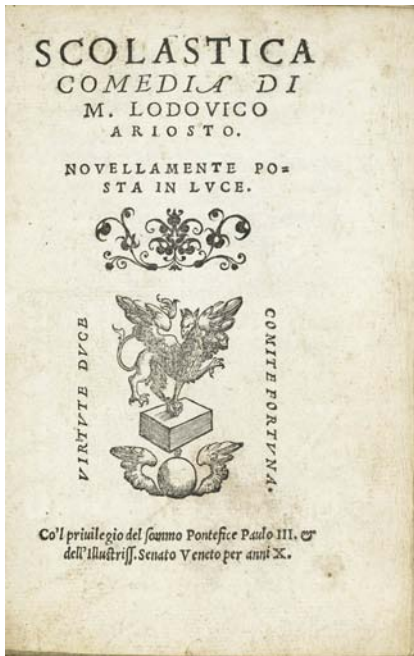 SCOLASTICA
COMEDIA DI
M. LODOVICO
ARIOSTO.
NOVELLAMENTE PO=
STA IN LVCE.
VIRTVTE DVCE
COMITE FORTVNA.
Co'l priuilegio del sommo Pontefice Paulo III. &
dell'Illustriss. Senato Veneto per anni X.